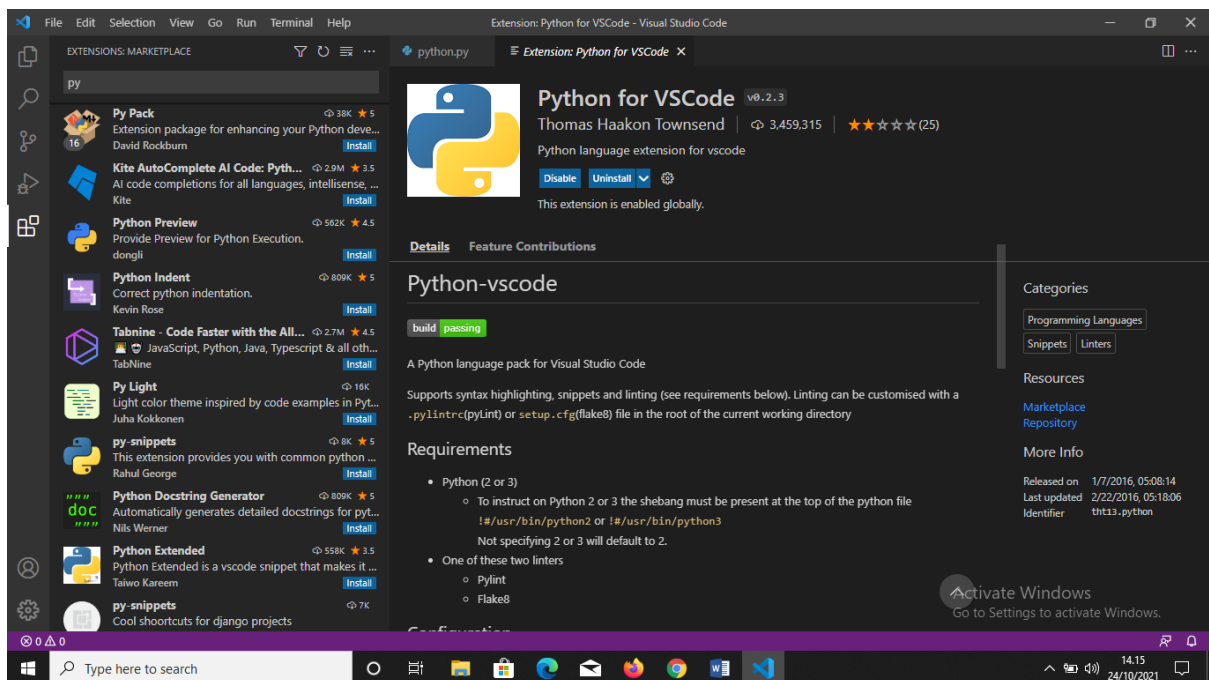 File Edit Selection View Go Run Terminal Help
Extension: Python for VSCode - Visual Studio Code
EXTENSIONS: MARKETPLACE
python.py
Extension: Python for VSCode
py
Py Pack 38K ★ 5
Extension package for enhancing your Python deve...
David Rockburn Install
16
Kite AutoComplete AI Code: Pyth... 2.9M ★ 3.5
AI code completions for all languages, intellisense, ...
Kite Install
Python Preview 562K ★ 4.5
Provide Preview for Python Execution.
dongli Install
Python Indent 809K ★ 5
Correct python indentation.
Kevin Rose Install
Tabnine - Code Faster with the All... 2.7M ★ 4.5
JavaScript, Python, Java, Typescript & all oth...
TabNine Install
Py Light 16K
Light color theme inspired by code examples in Pyt...
Juha Kokkonen Install
py-snippets 8K ★ 5
This extension provides you with common python ...
Rahul George Install
Python Docstring Generator 809K ★ 5
Automatically generates detailed docstrings for pyt...
Nils Werner Install
"""
doc
"""
Python Extended 558K ★ 3.5
Python Extended is a vscode snippet that makes it ...
Taiwo Kareem Install
py-snippets 7K
Cool shoortcuts for django projects
Python for VSCode v0.2.3
Thomas Haakon Townsend | 3,459,315 | ★★☆☆☆(25)
Python language extension for vscode
Disable Uninstall
This extension is enabled globally.
Details Feature Contributions
Python-vscode
build passing
A Python language pack for Visual Studio Code
Supports syntax highlighting, snippets and linting (see requirements below). Linting can be customised with a
.pylintrc(pyLint) or setup.cfg(flake8) file in the root of the current working directory
Requirements
• Python (2 or 3)
To instruct on Python 2 or 3 the shebang must be present at the top of the python file
!#/usr/bin/python2 or !#/usr/bin/python3
Not specifying 2 or 3 will default to 2.
• One of these two linters
Pylint
Flake8
Configuration
Categories
Programming Languages
Snippets Linters
Resources
Marketplace
Repository
More Info
Released on 1/7/2016, 05:08:14
Last updated 2/22/2016, 05:18:06
Identifier tht13.python
Activate Windows
Go to Settings to activate Windows.
0 0
Type here to search
14.15
24/10/2021